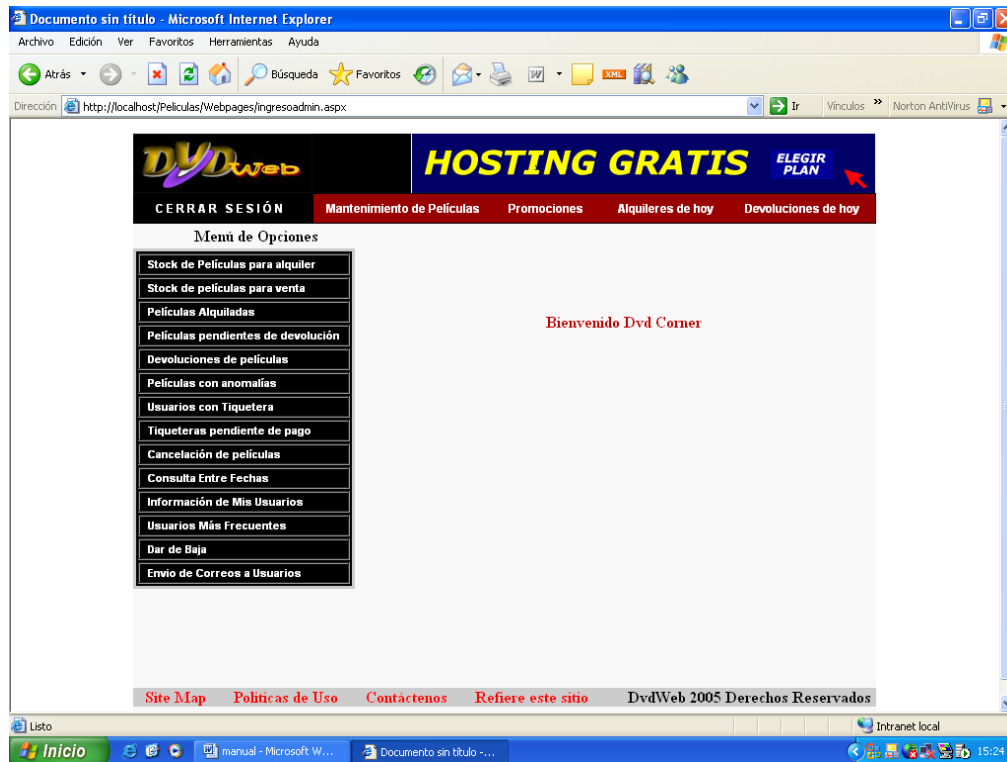 Documento sin título - Microsoft Internet Explorer
Archivo Edición Ver Favoritos Herramientas Ayuda
Atrás Búsqueda Favoritos W XML
Dirección http://localhost/Peliculas/Webpages/ingresoadmin.aspx Ir Vínculos » Norton AntiVirus
DVDweb HOSTING GRATIS ELEGIR
PLAN
CERRAR SESIÓN Mantenimiento de Películas Promociones Alquileres de hoy Devoluciones de hoy
Menú de Opciones
Stock de Películas para alquiler
Stock de películas para venta
Películas Alquiladas
Bienvenido Dvd Corner
Películas pendientes de devolución
Devoluciones de películas
Películas con anomalías
Usuarios con Tiquetera
Tiqueteras pendiente de pago
Cancelación de películas
Consulta Entre Fechas
Información de Mis Usuarios
Usuarios Más Frecuentes
Dar de Baja
Envio de Correos a Usuarios
Site Map Politicas de Uso Contáctenos Refiere este sitio DvdWeb 2005 Derechos Reservados
Listo Intranet local
Inicio manual - Microsoft W... Documento sin título -... 15:24